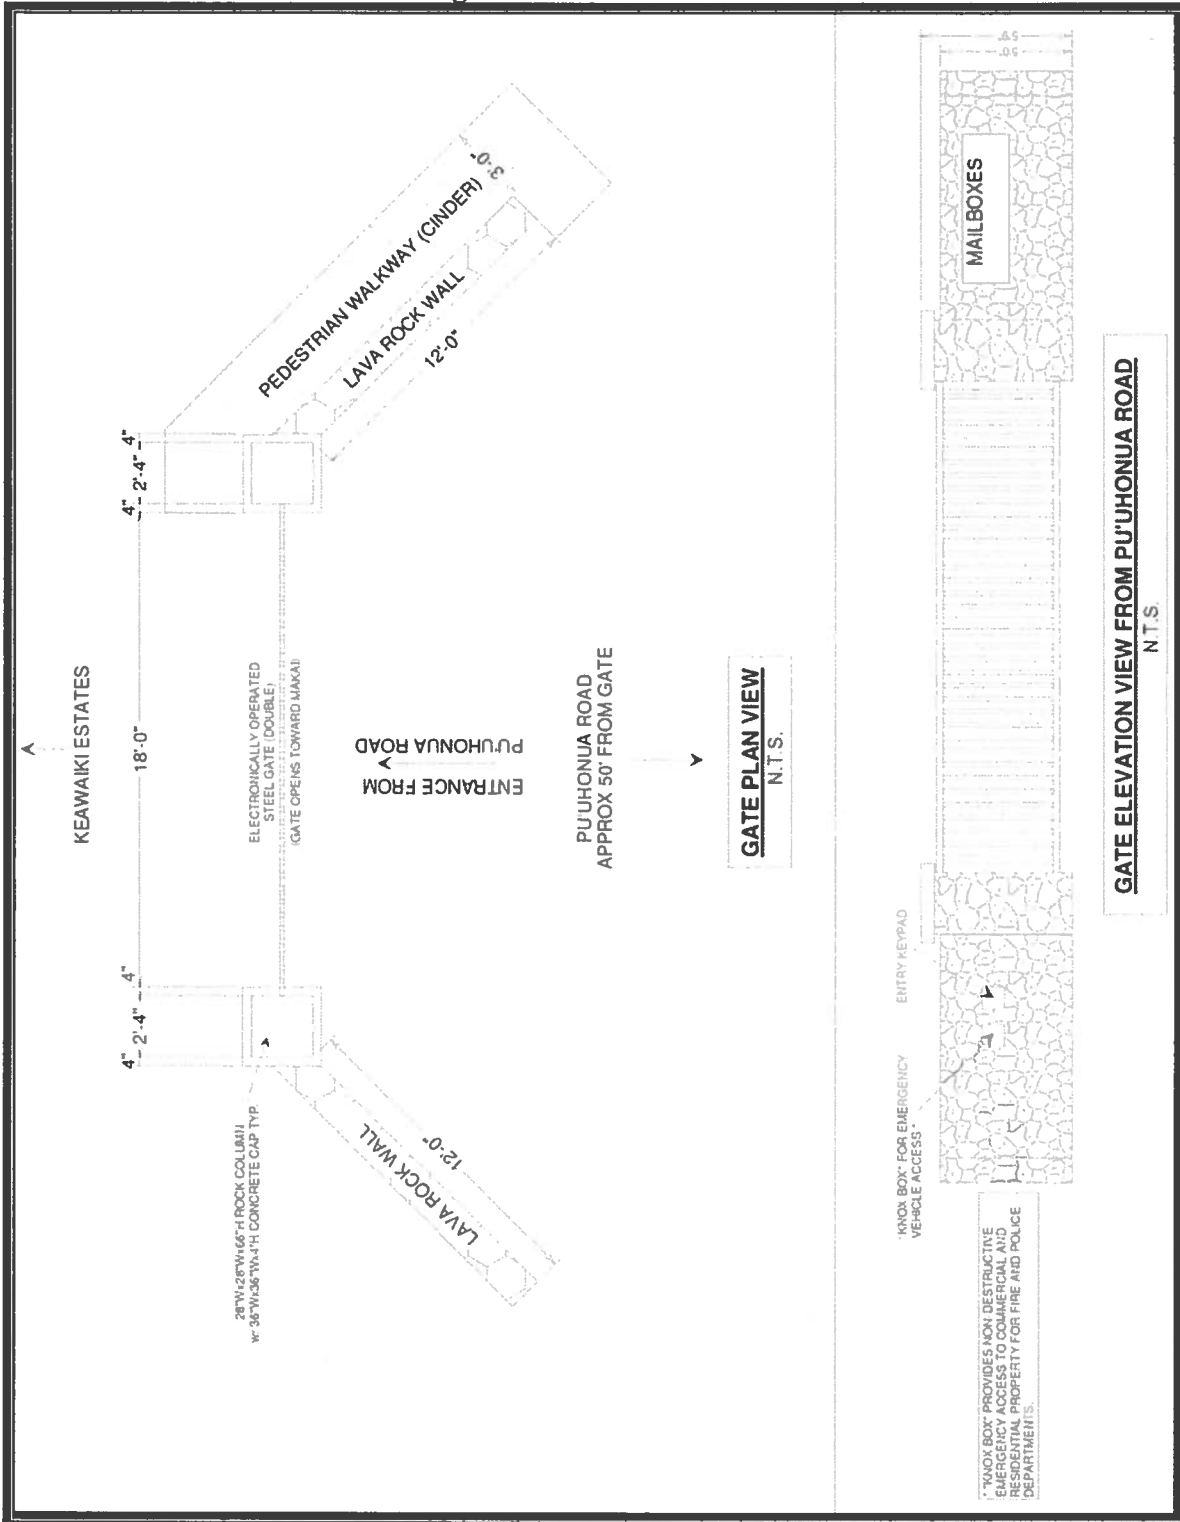 KEAWAIKI ESTATES
4" 2'-4" 4"
18'-0"
4" 2'-4" 4"
28"Wx28"Wx66"H ROCK COLUMN
w/ 36"Wx36"Wx4"H CONCRETE CAP TYP.
ELECTRONICALLY OPERATED
STEEL GATE (DOUBLE)
(GATE OPENS TOWARD MAKAI)
PEDESTRIAN WALKWAY (CINDER)
3'-0"
LAVA ROCK WALL
12'-0"
LAVA ROCK WALL
12'-0"
ENTRANCE FROM
PU'UHONUA ROAD
PU'UHONUA ROAD
APPROX 50' FROM GATE
GATE PLAN VIEW
N.T.S.
"KNOX BOX" FOR EMERGENCY
VEHICLE ACCESS*
ENTRY KEYPAD
MAILBOXES
* "KNOX BOX" PROVIDES NON DESTRUCTIVE
EMERGENCY ACCESS TO COMMERCIAL AND
RESIDENTIAL PROPERTY FOR FIRE AND POLICE
DEPARTMENTS.
GATE ELEVATION VIEW FROM PU'UHONUA ROAD
N.T.S.